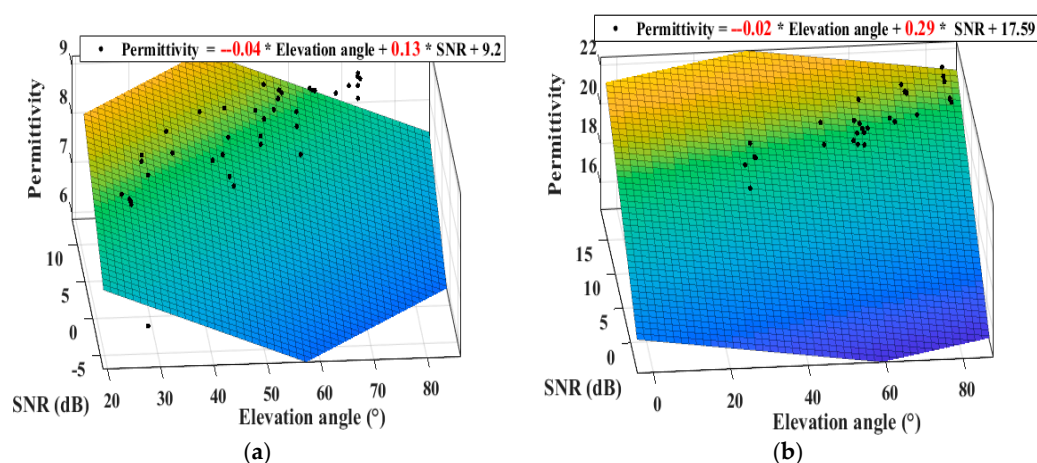 Permittivity = --0.04 * Elevation angle + 0.13 * SNR + 9.2
9
8
7
6
Permittivity
10
5
0
-5
SNR (dB)
20 30 40 50 60 70 80
Elevation angle (°)
(a)
Permittivity = --0.02 * Elevation angle + 0.29 * SNR + 17.59
22
20
18
16
Permittivity
15
10
5
0
SNR (dB)
0 20 40 60 80
Elevation angle (°)
(b)